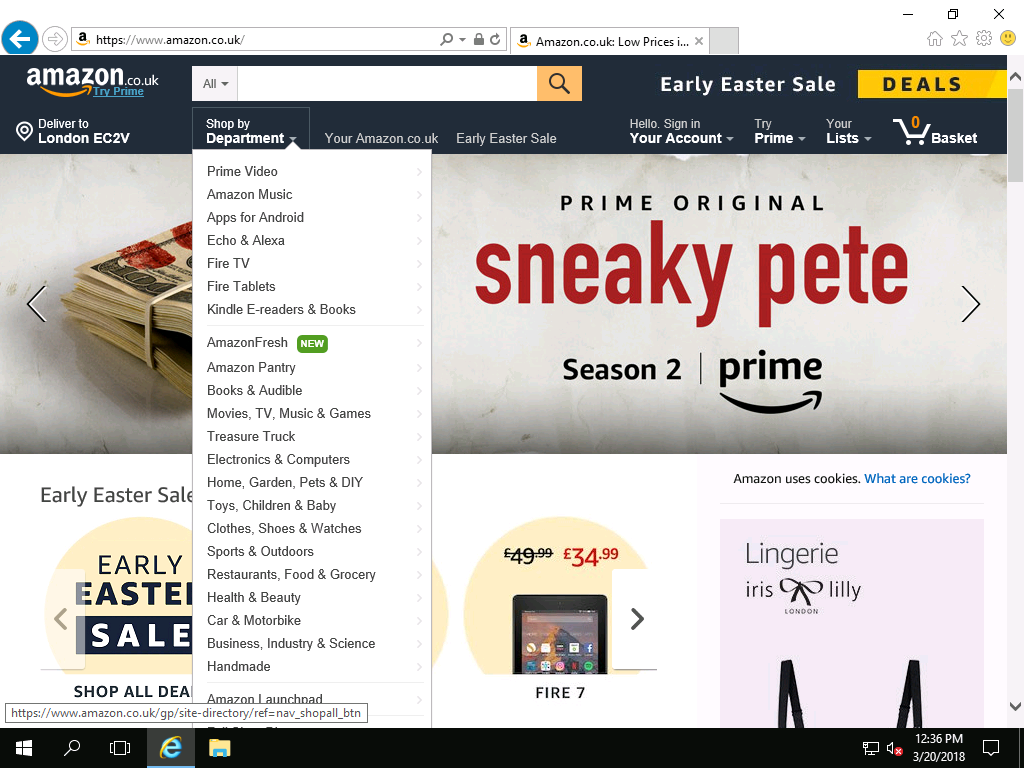 https://www.amazon.co.uk/
Amazon.co.uk: Low Prices i...
amazon.co.uk
Try Prime
All
Early Easter Sale
DEALS
Deliver to
London EC2V
Shop by
Department
Your Amazon.co.uk
Early Easter Sale
Hello. Sign in
Your Account
Try
Prime
Your
Lists
0
Basket
Prime Video
Amazon Music
Apps for Android
Echo & Alexa
Fire TV
Fire Tablets
Kindle E-readers & Books
AmazonFresh NEW
Amazon Pantry
Books & Audible
Movies, TV, Music & Games
Treasure Truck
Electronics & Computers
Home, Garden, Pets & DIY
Toys, Children & Baby
Clothes, Shoes & Watches
Sports & Outdoors
Restaurants, Food & Grocery
Health & Beauty
Car & Motorbike
Business, Industry & Science
Handmade
Amazon Launchpad
PRIME ORIGINAL
sneaky pete
Season 2 | prime
Early Easter Sale
EARLY
EASTE
SALE
SHOP ALL DEA
£49.99 £34.99
FIRE 7
Amazon uses cookies. What are cookies?
Lingerie
iris lilly
LONDON
https://www.amazon.co.uk/gp/site-directory/ref=nav_shopall_btn
12:36 PM
3/20/2018